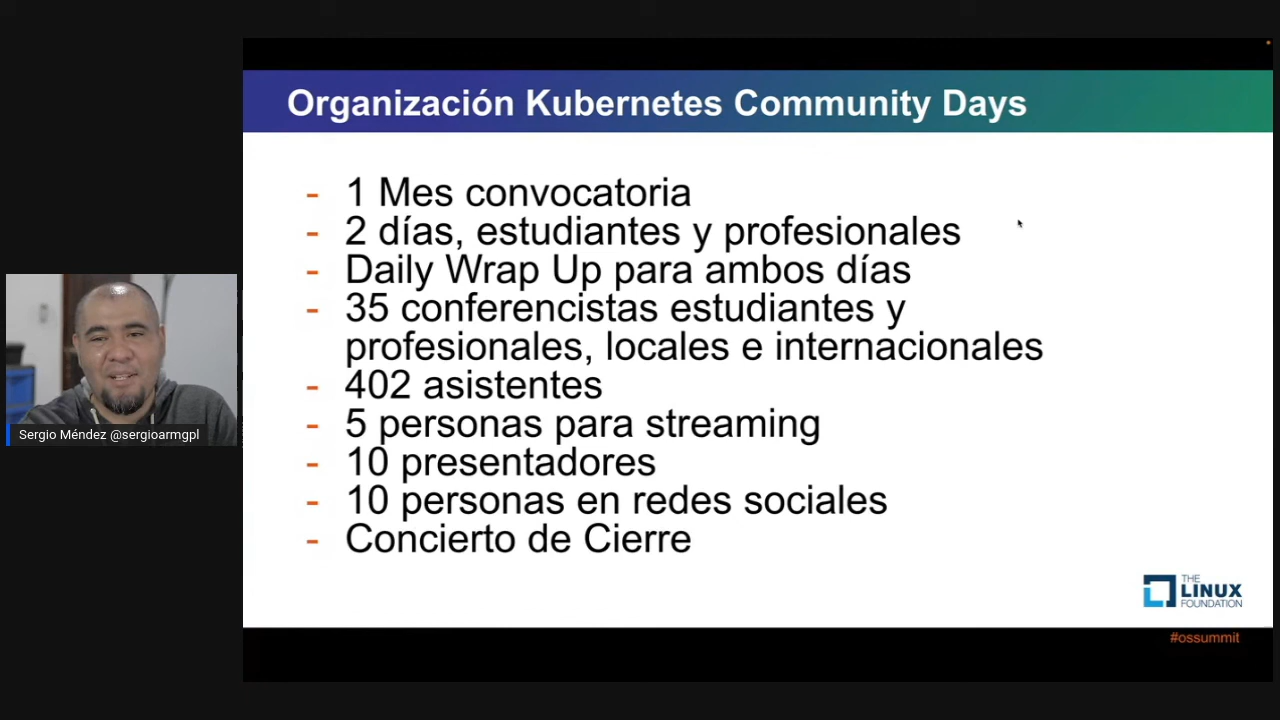 Organización Kubernetes Community Days
- 1 Mes convocatoria
- 2 días, estudiantes y profesionales
- Daily Wrap Up para ambos días
- 35 conferencistas estudiantes y
profesionales, locales e internacionales
- 402 asistentes
- 5 personas para streaming
- 10 presentadores
- 10 personas en redes sociales
- Concierto de Cierre
Sergio Méndez @sergioarmgpl
THE
LINUX
FOUNDATION
#ossummit